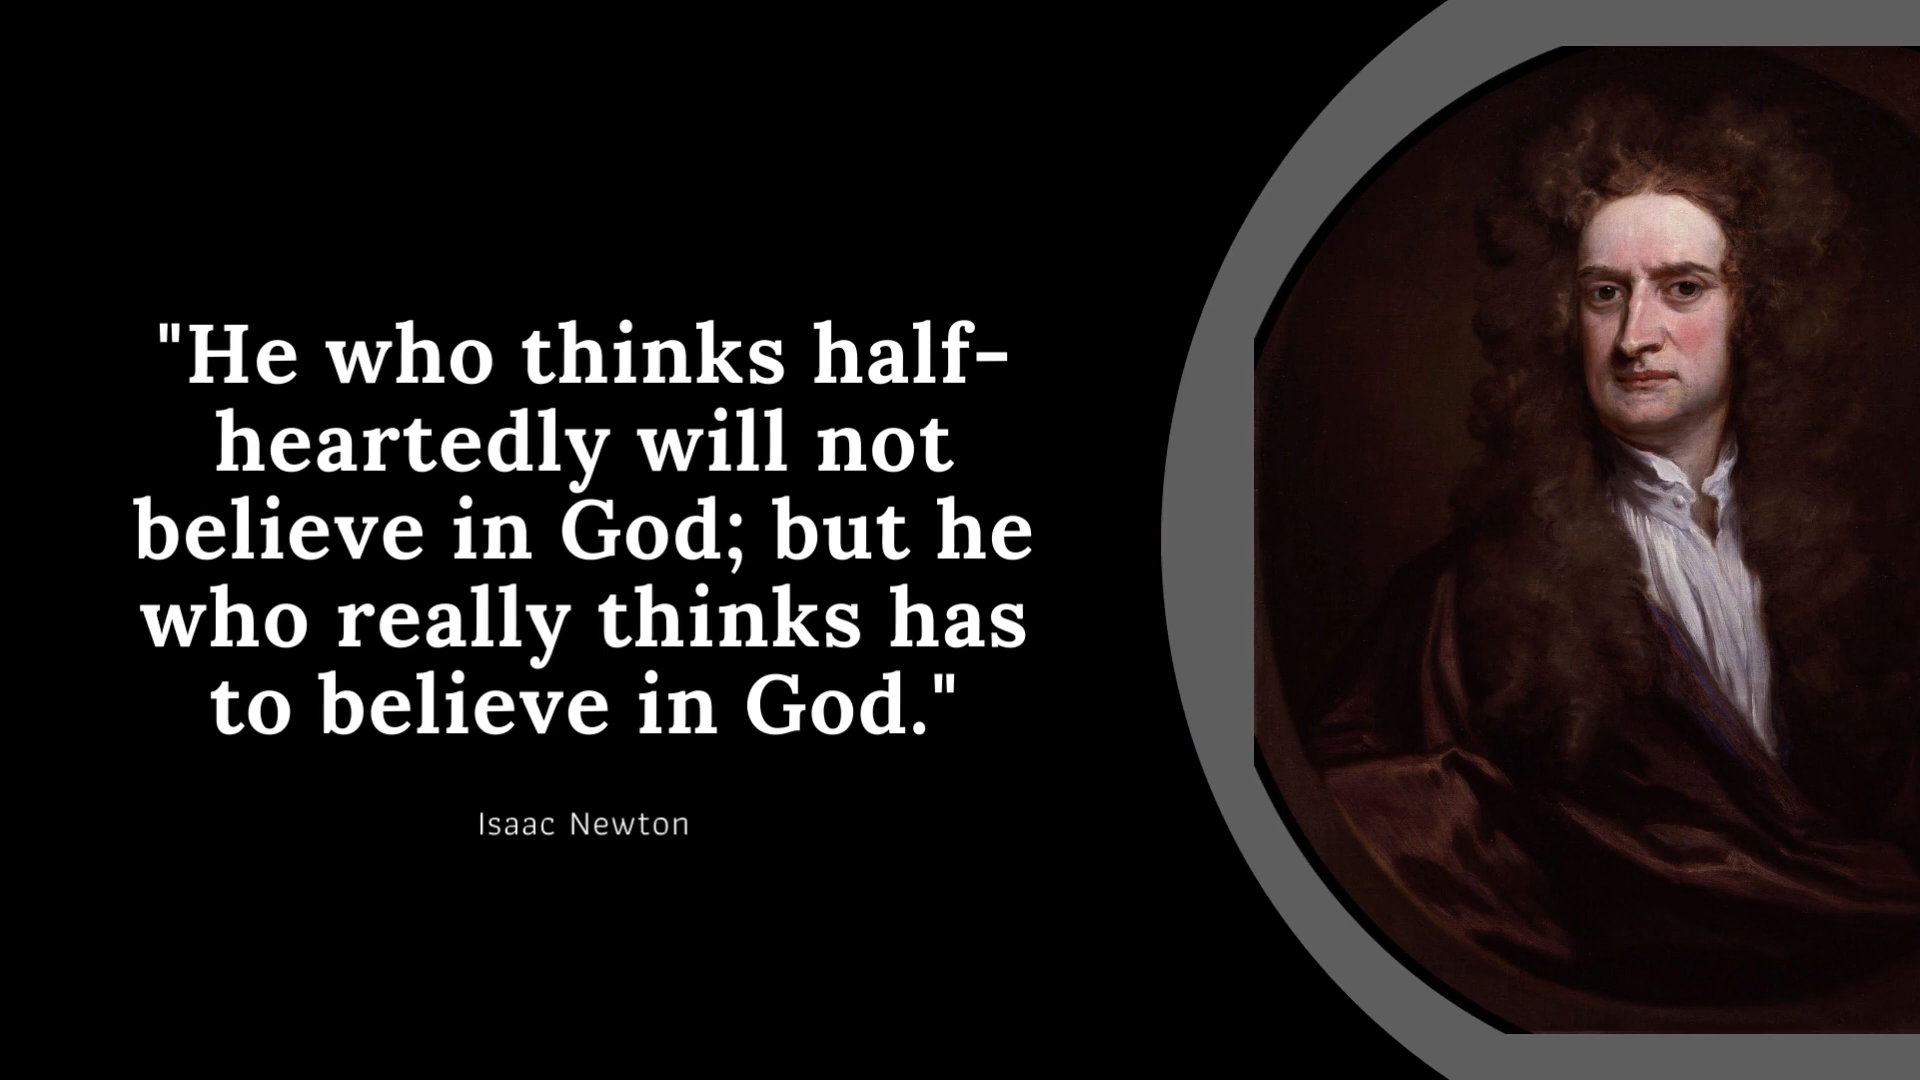 "He who thinks half-
heartedly will not
believe in God; but he
who really thinks has
to believe in God."
Isaac Newton